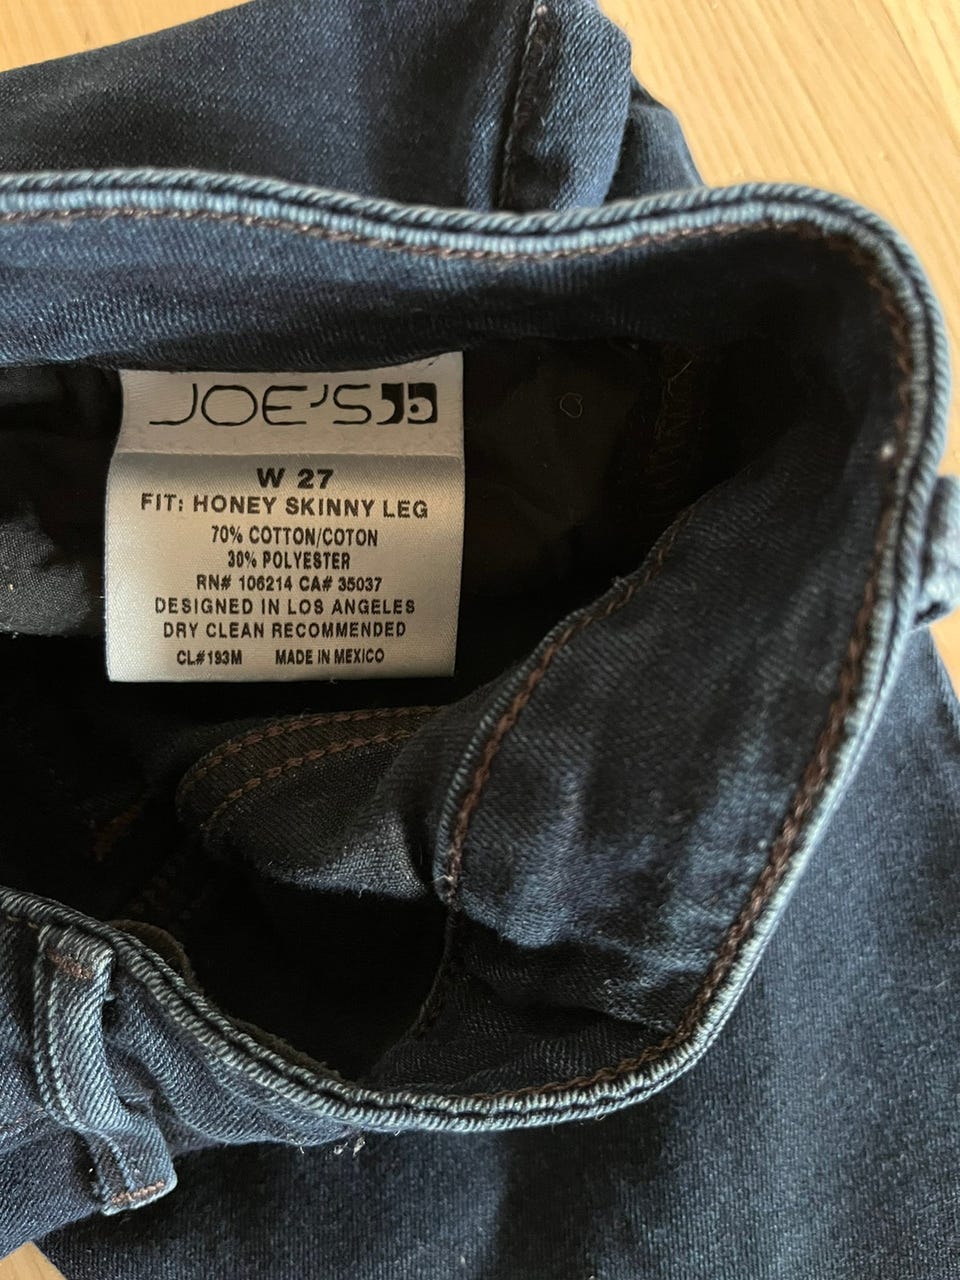 JOE'S
W 27
FIT: HONEY SKINNY LEG
70% COTTON/COTON
30% POLYESTER
RN# 106214 CA# 35037
DESIGNED IN LOS ANGELES
DRY CLEAN RECOMMENDED
CL#193M MADE IN MEXICO